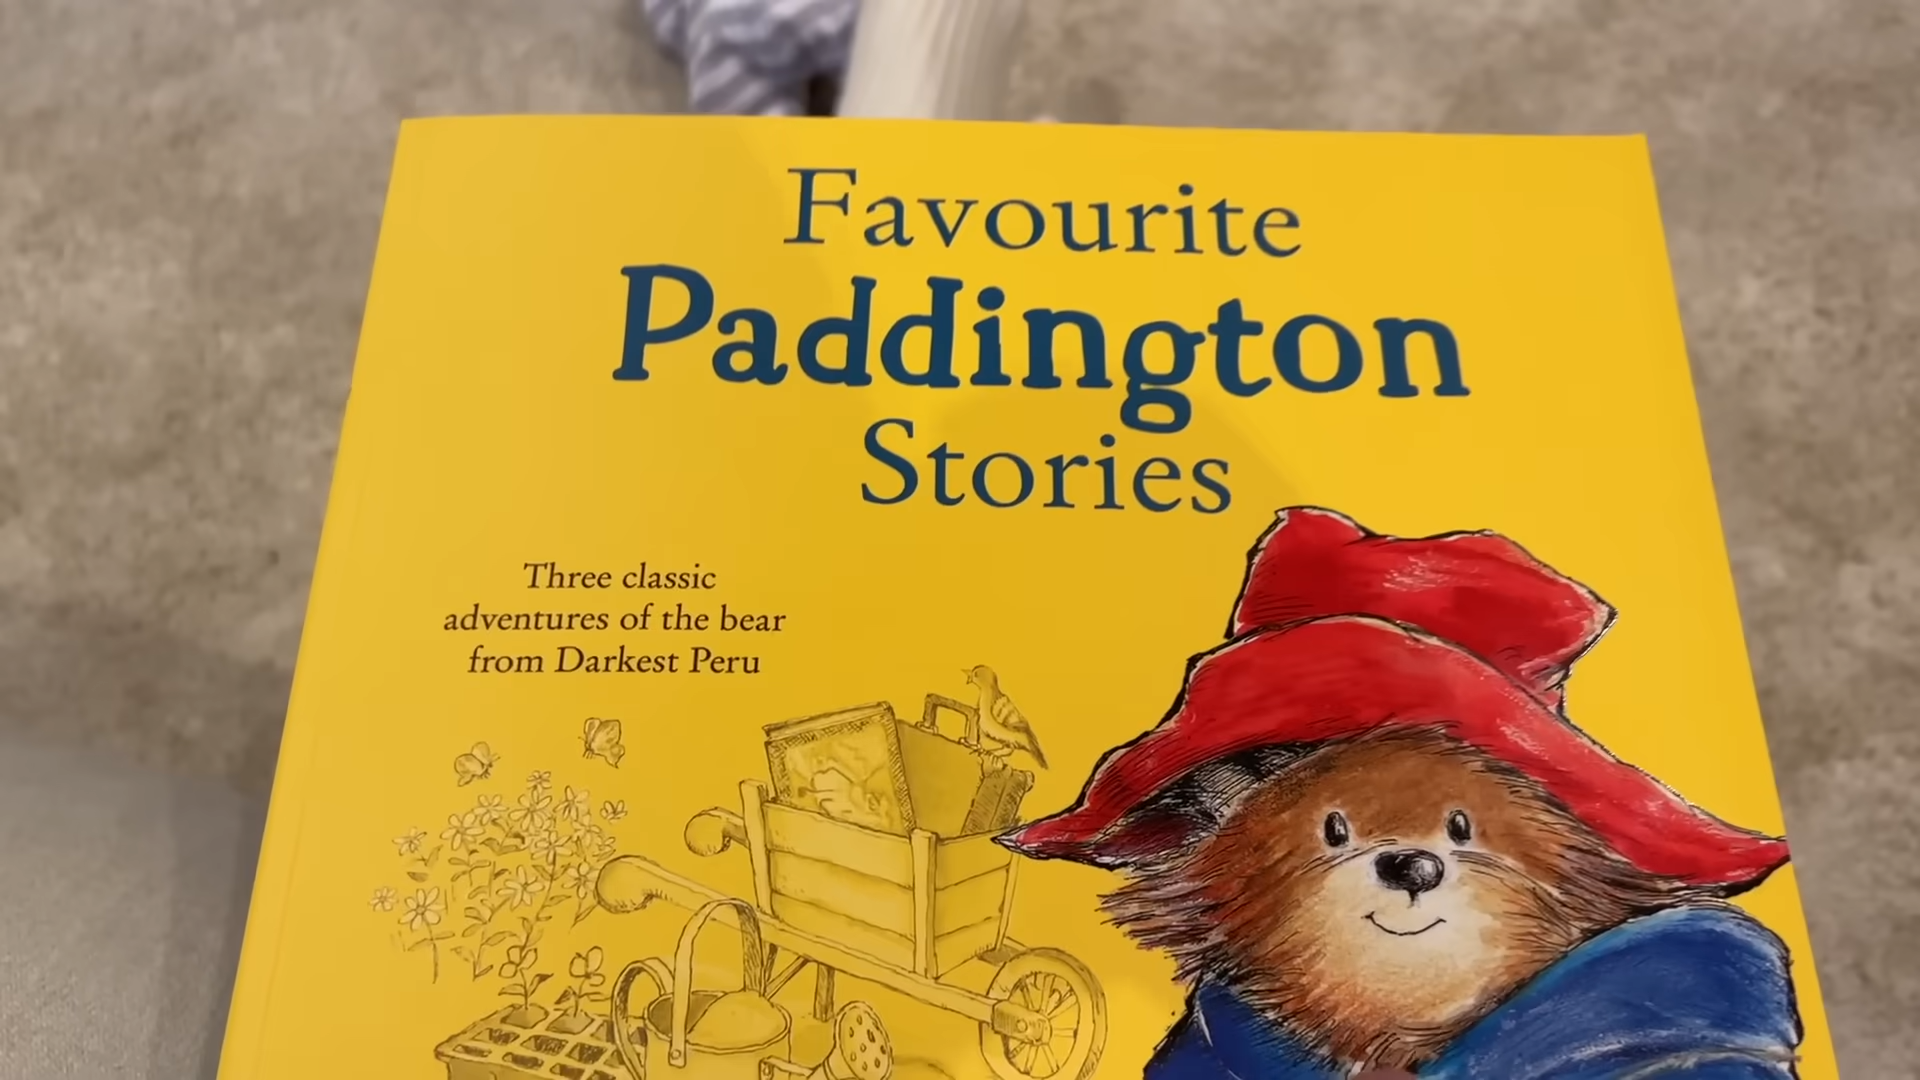 Favourite
Paddington
Stories
Three classic
adventures of the bear
from Darkest Peru